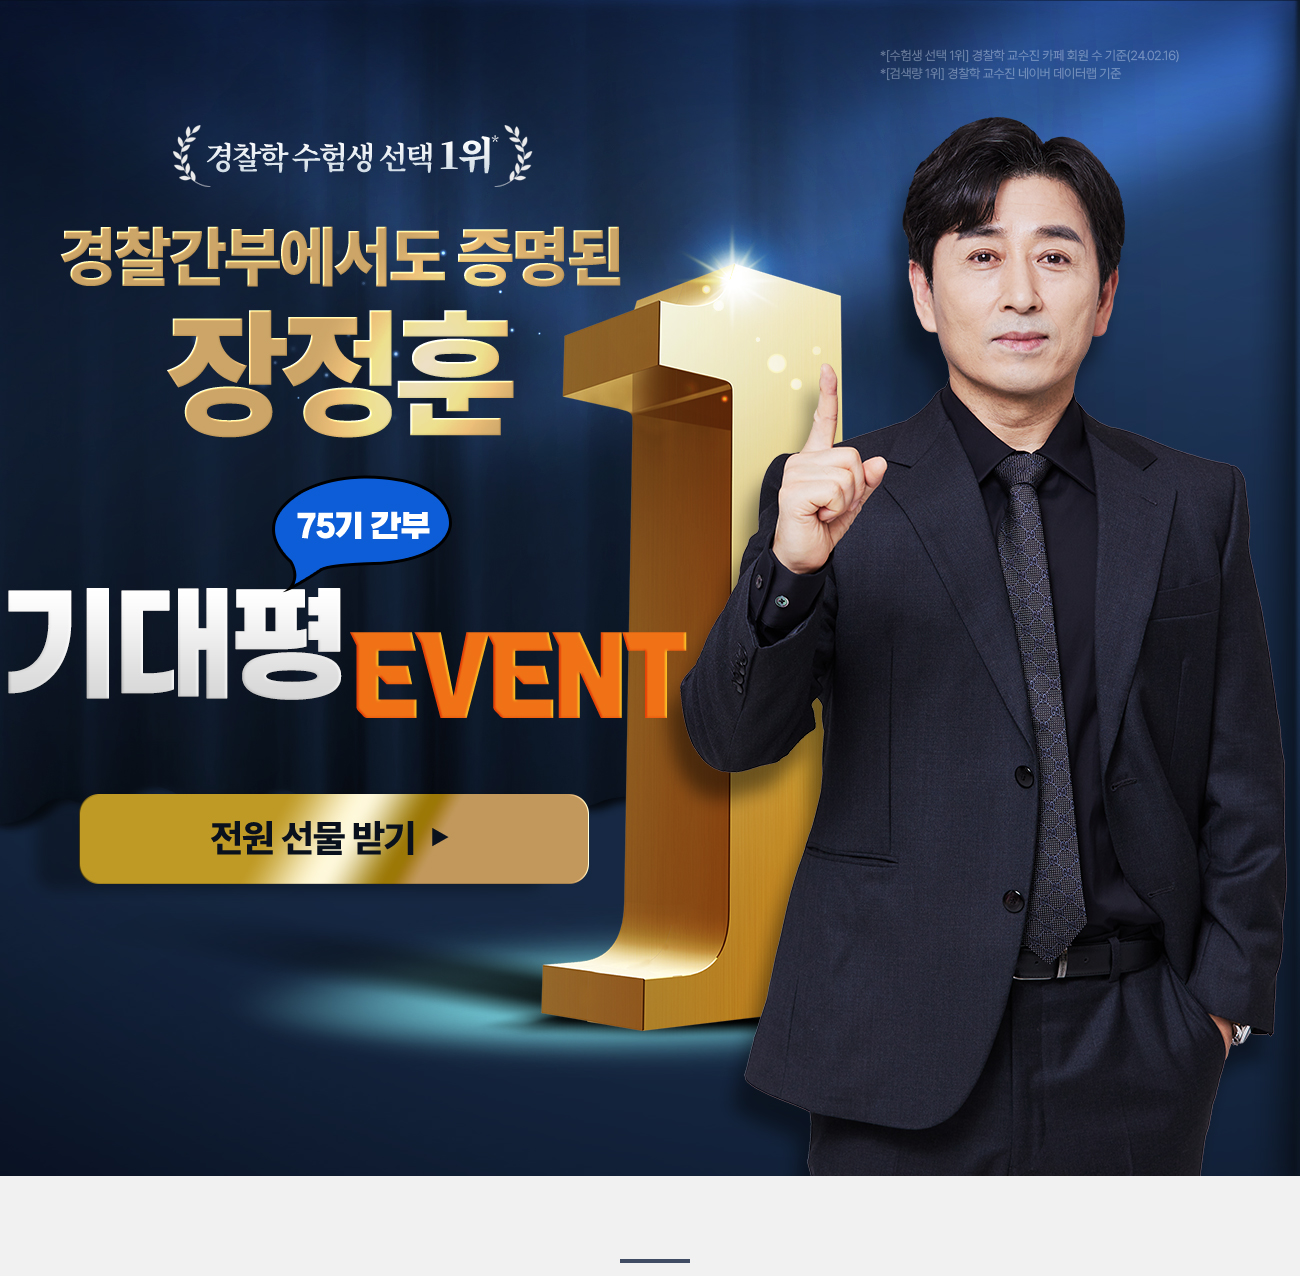 *[수험생 선택 1위] 경찰학 교수진 카페 회원 수 기준(24.02.16)
*[검색량 1위] 경찰학 교수진 네이버 데이터랩 기준
경찰학 수험생 선택 1위*
경찰간부에서도 증명된
장정훈
75기 간부
기대평 EVENT
전원 선물 받기 ▶